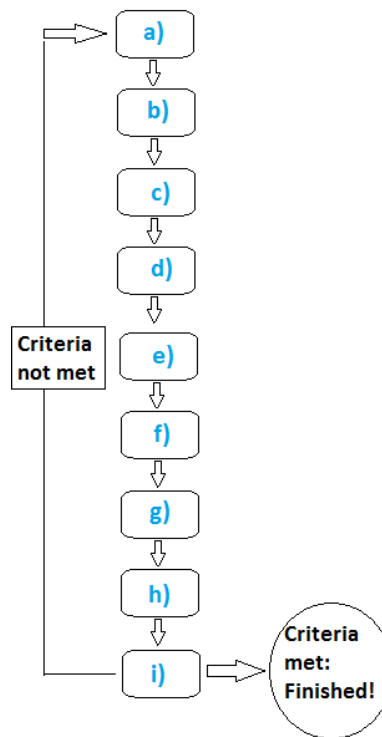 a)
b)
c)
d)
Criteria
not met
e)
f)
g)
h)
i)
Criteria
met:
Finished!